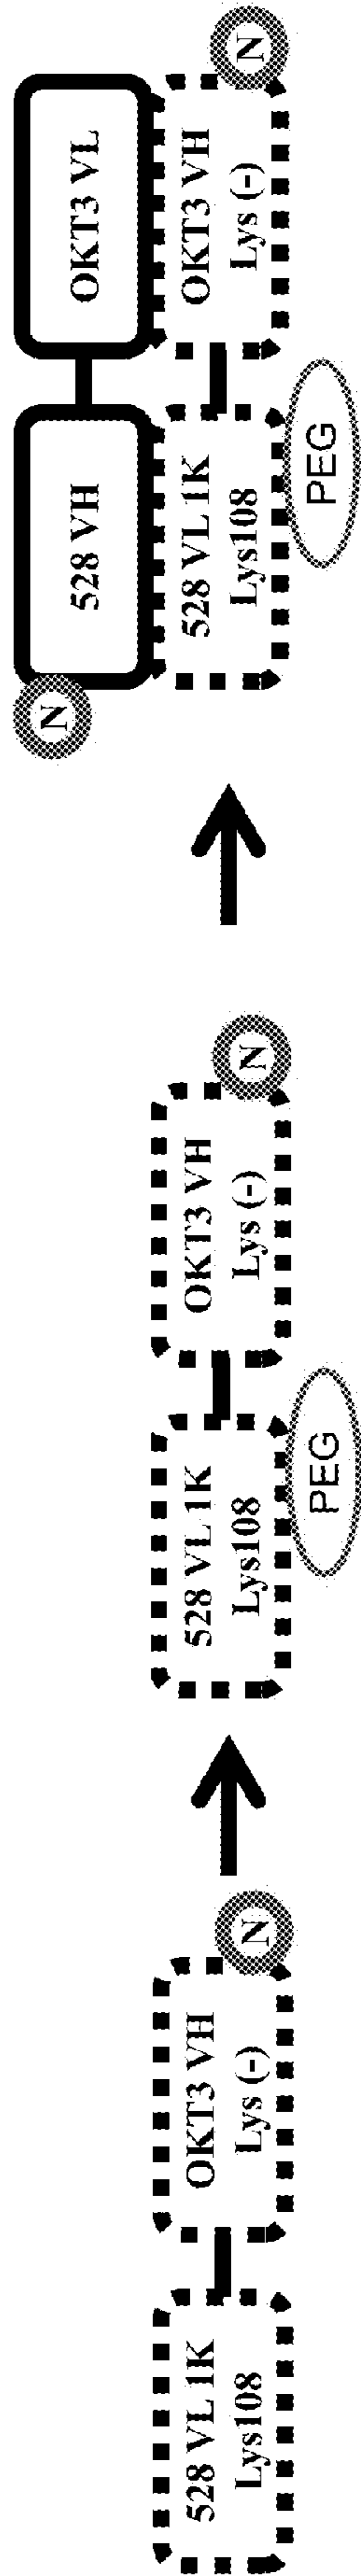 528 VL 1K
Lys108
OKT3 VH
Lys (-)
N
528 VL 1K
Lys108
OKT3 VH
Lys (-)
N
PEG
N
528 VH
OKT3 VL
528 VL 1K
Lys108
OKT3 VH
Lys (-)
N
PEG